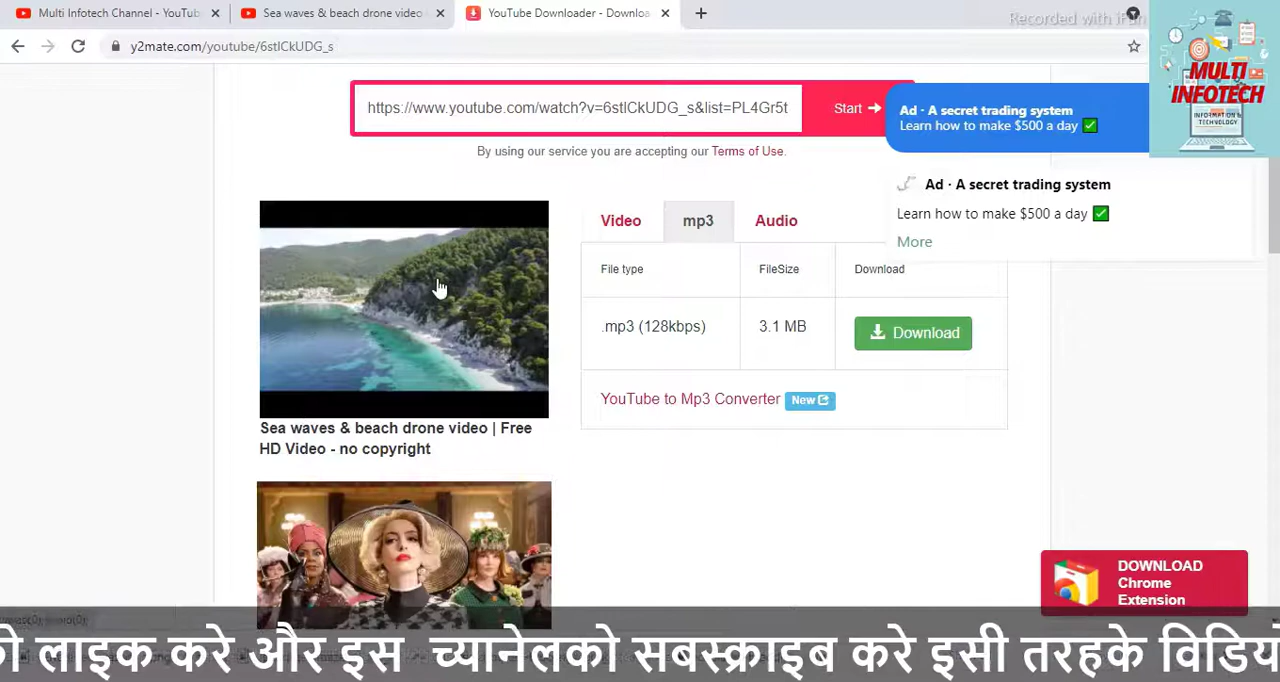 Multi Infotech Channel - YouTub
Sea waves & beach drone video
YouTube Downloader - Downloa
Recorded with iFun
y2mate.com/youtube/6stlCkUDG_s
MULTI
INFOTECH
INFORMATION &
TECHNOLOGY
https://www.youtube.com/watch?v=6stlCkUDG_s&list=PL4Gr5t
Start
Ad · A secret trading system
Learn how to make $500 a day
By using our service you are accepting our Terms of Use.
Ad · A secret trading system
Learn how to make $500 a day
More
Video
mp3
Audio
File type
FileSize
Download
.mp3 (128kbps)
3.1 MB
Download
YouTube to Mp3 Converter New
Sea waves & beach drone video | Free
HD Video - no copyright
DOWNLOAD
Chrome
Extension
को लाइक करे और इस च्यानेलको सबस्क्राइब करे इसी तरहके विडियो